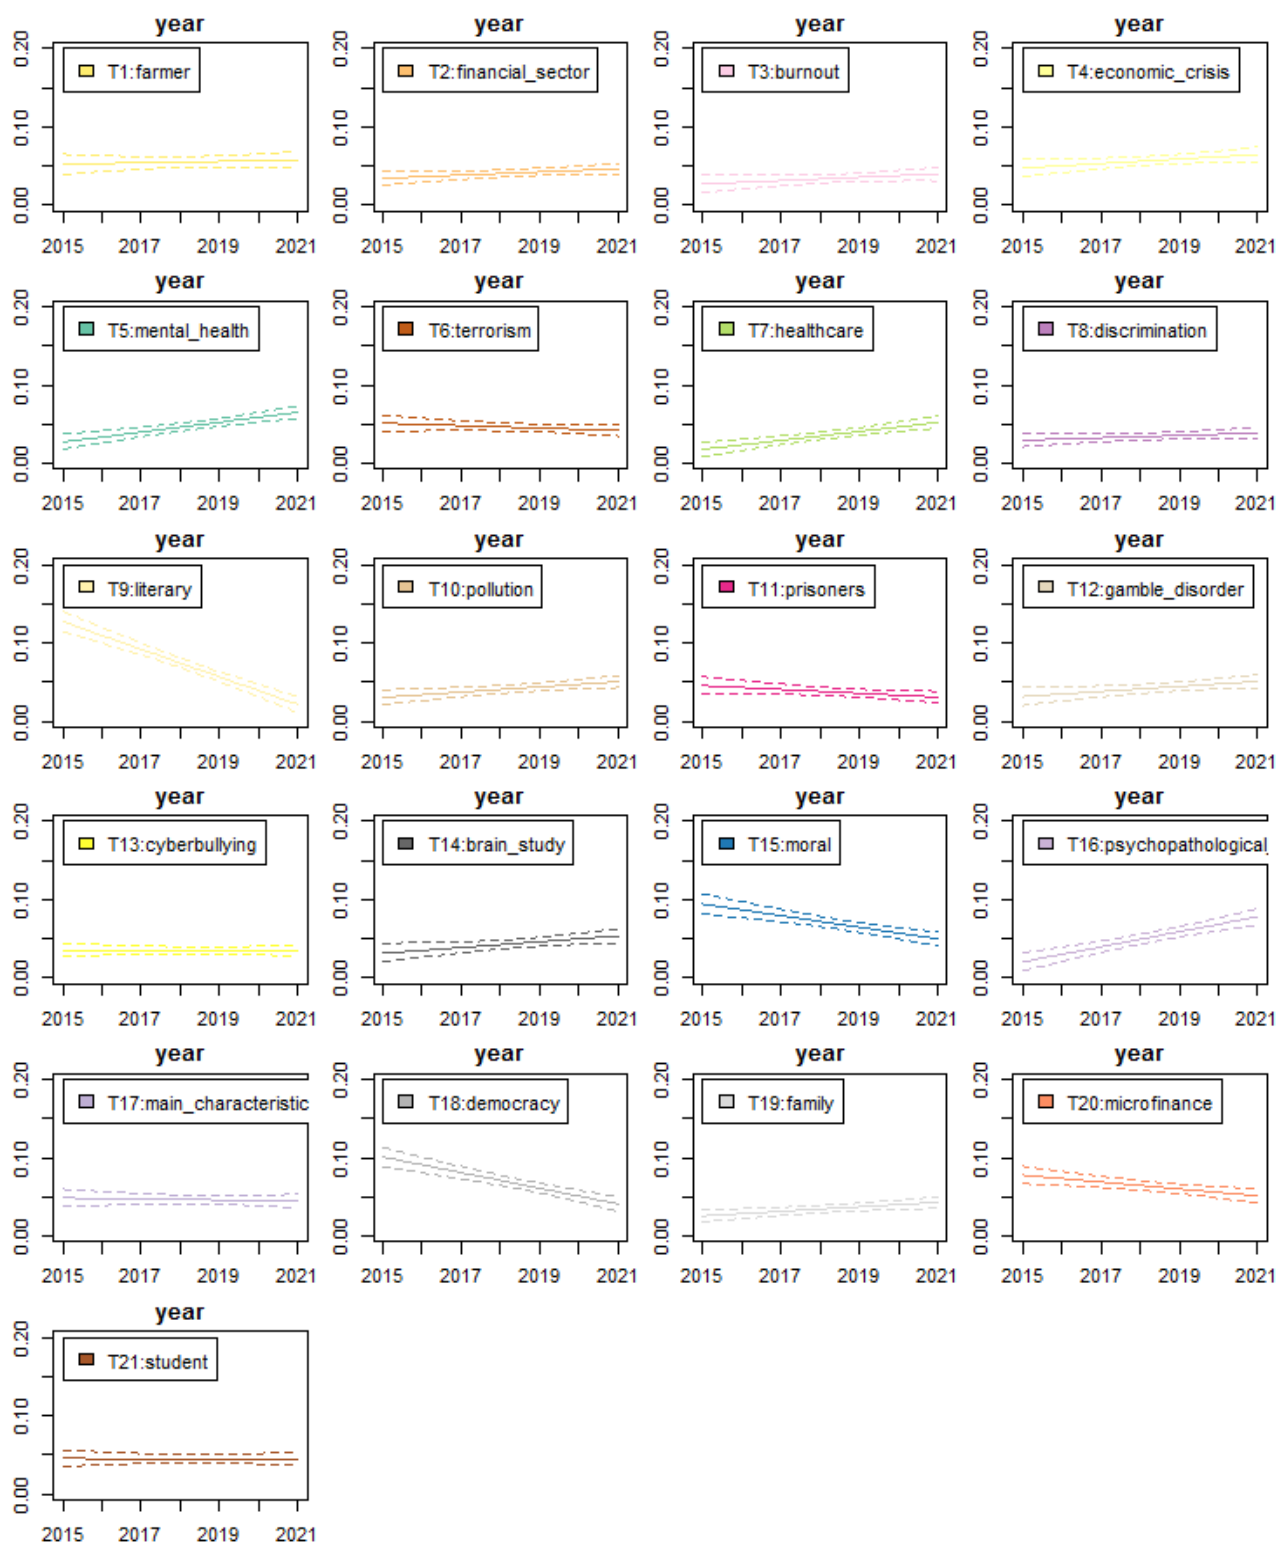 year year year year
0.20 T1:farmer 0.20 T2:financial_sector 0.20 T3:burnout 0.20 T4:economic_crisis
0.10 0.10 0.10 0.10
0.00 0.00 0.00 0.00
2015 2017 2019 2021 2015 2017 2019 2021 2015 2017 2019 2021 2015 2017 2019 2021
year year year year
0.20 T5:mental_health 0.20 T6:terrorism 0.20 T7:healthcare 0.20 T8:discrimination
0.10 0.10 0.10 0.10
0.00 0.00 0.00 0.00
2015 2017 2019 2021 2015 2017 2019 2021 2015 2017 2019 2021 2015 2017 2019 2021
year year year year
0.20 T9:literary 0.20 T10:pollution 0.20 T11:prisoners 0.20 T12:gamble_disorder
0.10 0.10 0.10 0.10
0.00 0.00 0.00 0.00
2015 2017 2019 2021 2015 2017 2019 2021 2015 2017 2019 2021 2015 2017 2019 2021
year year year year
0.20 T13:cyberbullying 0.20 T14:brain_study 0.20 T15:moral 0.20 T16:psychopathological_
0.10 0.10 0.10 0.10
0.00 0.00 0.00 0.00
2015 2017 2019 2021 2015 2017 2019 2021 2015 2017 2019 2021 2015 2017 2019 2021
year year year year
0.20 T17:main_characteristic 0.20 T18:democracy 0.20 T19:family 0.20 T20:microfinance
0.10 0.10 0.10 0.10
0.00 0.00 0.00 0.00
2015 2017 2019 2021 2015 2017 2019 2021 2015 2017 2019 2021 2015 2017 2019 2021
year
0.20 T21:student
0.10
0.00
2015 2017 2019 2021